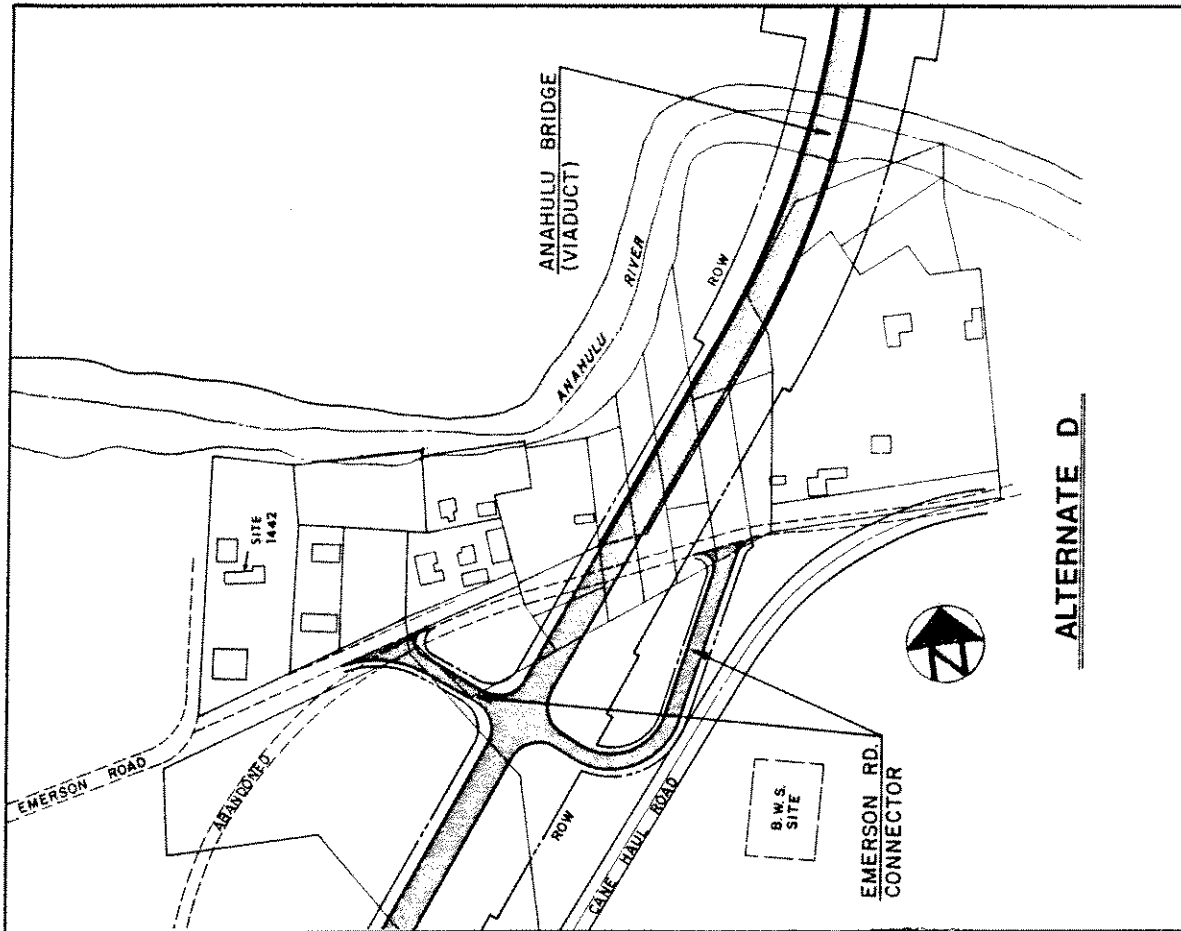 ANAHULU BRIDGE
(VIADUCT)
ANAHULU RIVER
ROW
SITE
1442
EMERSON ROAD
ABANDONED
ROW
CANE HAUL ROAD
B.W.S.
SITE
EMERSON RD.
CONNECTOR
N
ALTERNATE D